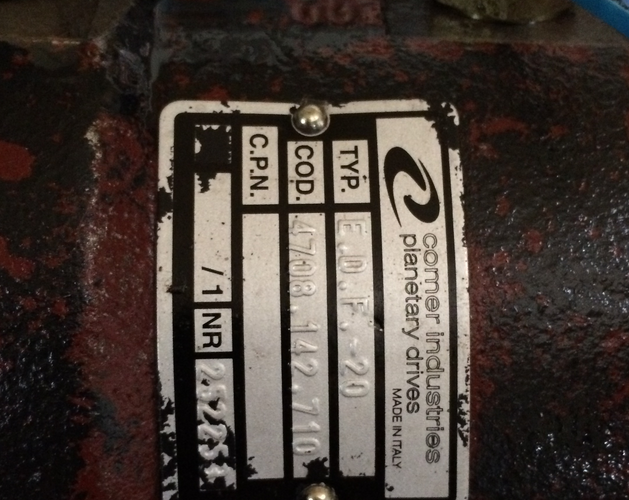 comer industries
planetary drives
MADE IN ITALY
TYP. E.D.F.-20
COD. 4708.142.710
C.P.N.
/ 1 NR